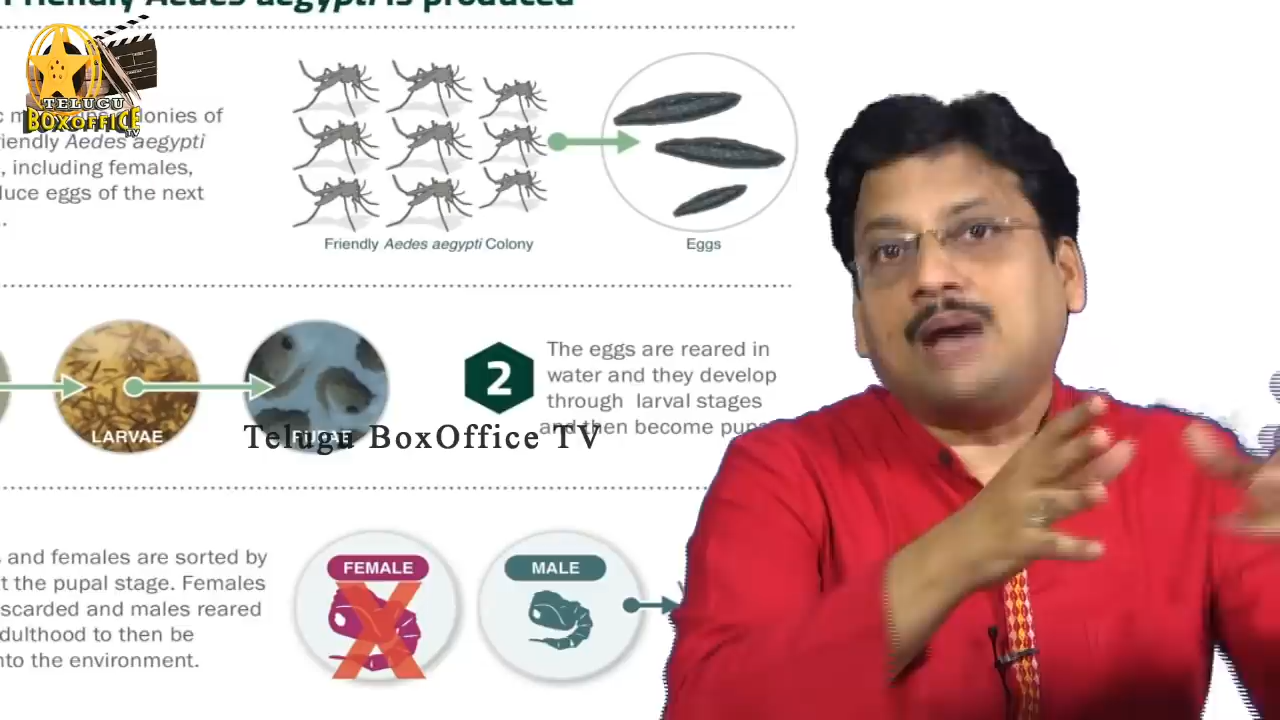 Friendly Aedes aegypti is produced
TELUGU
BOXOFFICE
TV
lonies of
iendly Aedes aegypti
, including females,
duce eggs of the next
Friendly Aedes aegypti Colony
Eggs
LARVAE
2
The eggs are reared in
water and they develop
through larval stages
and then become pup
Telugu BoxOffice TV
s and females are sorted by
t the pupal stage. Females
scarded and males reared
dulthood to then be
nto the environment.
FEMALE
MALE